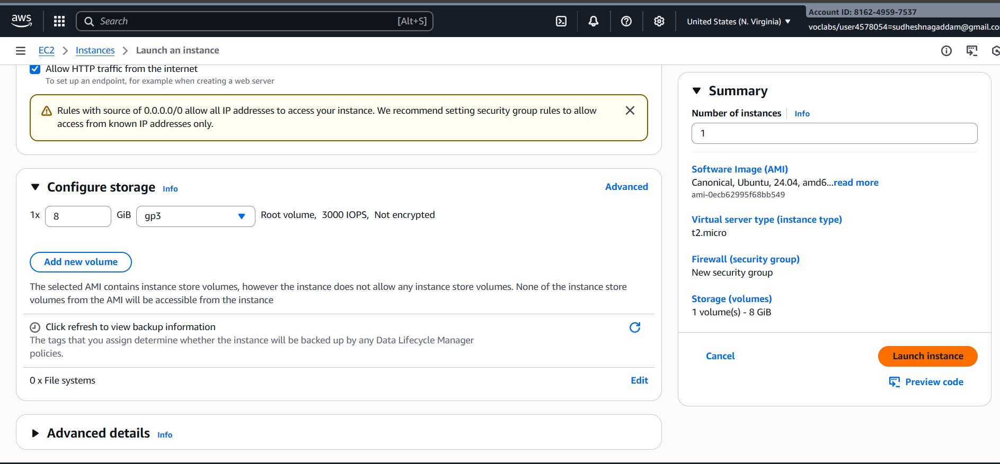 aws
Search [Alt+S]
United States (N. Virginia)
Account ID: 8162-4959-7537
voclabs/user4578054=sudheshnagaddam@gmail.co
EC2 Instances Launch an instance
Allow HTTP traffic from the internet
To set up an endpoint, for example when creating a web server
Rules with source of 0.0.0.0/0 allow all IP addresses to access your instance. We recommend setting security group rules to allow
access from known IP addresses only.
Configure storage Info
Advanced
1x 8 GiB gp3 Root volume, 3000 IOPS, Not encrypted
Add new volume
The selected AMI contains instance store volumes, however the instance does not allow any instance store volumes. None of the instance store
volumes from the AMI will be accessible from the instance
Click refresh to view backup information
The tags that you assign determine whether the instance will be backed up by any Data Lifecycle Manager
policies.
0 x File systems
Edit
Advanced details Info
Summary
Number of instances Info
1
Software Image (AMI)
Canonical, Ubuntu, 24.04, amd6...read more
ami-0ecb62995f68bb549
Virtual server type (instance type)
t2.micro
Firewall (security group)
New security group
Storage (volumes)
1 volume(s) - 8 GiB
Cancel
Launch instance
Preview code